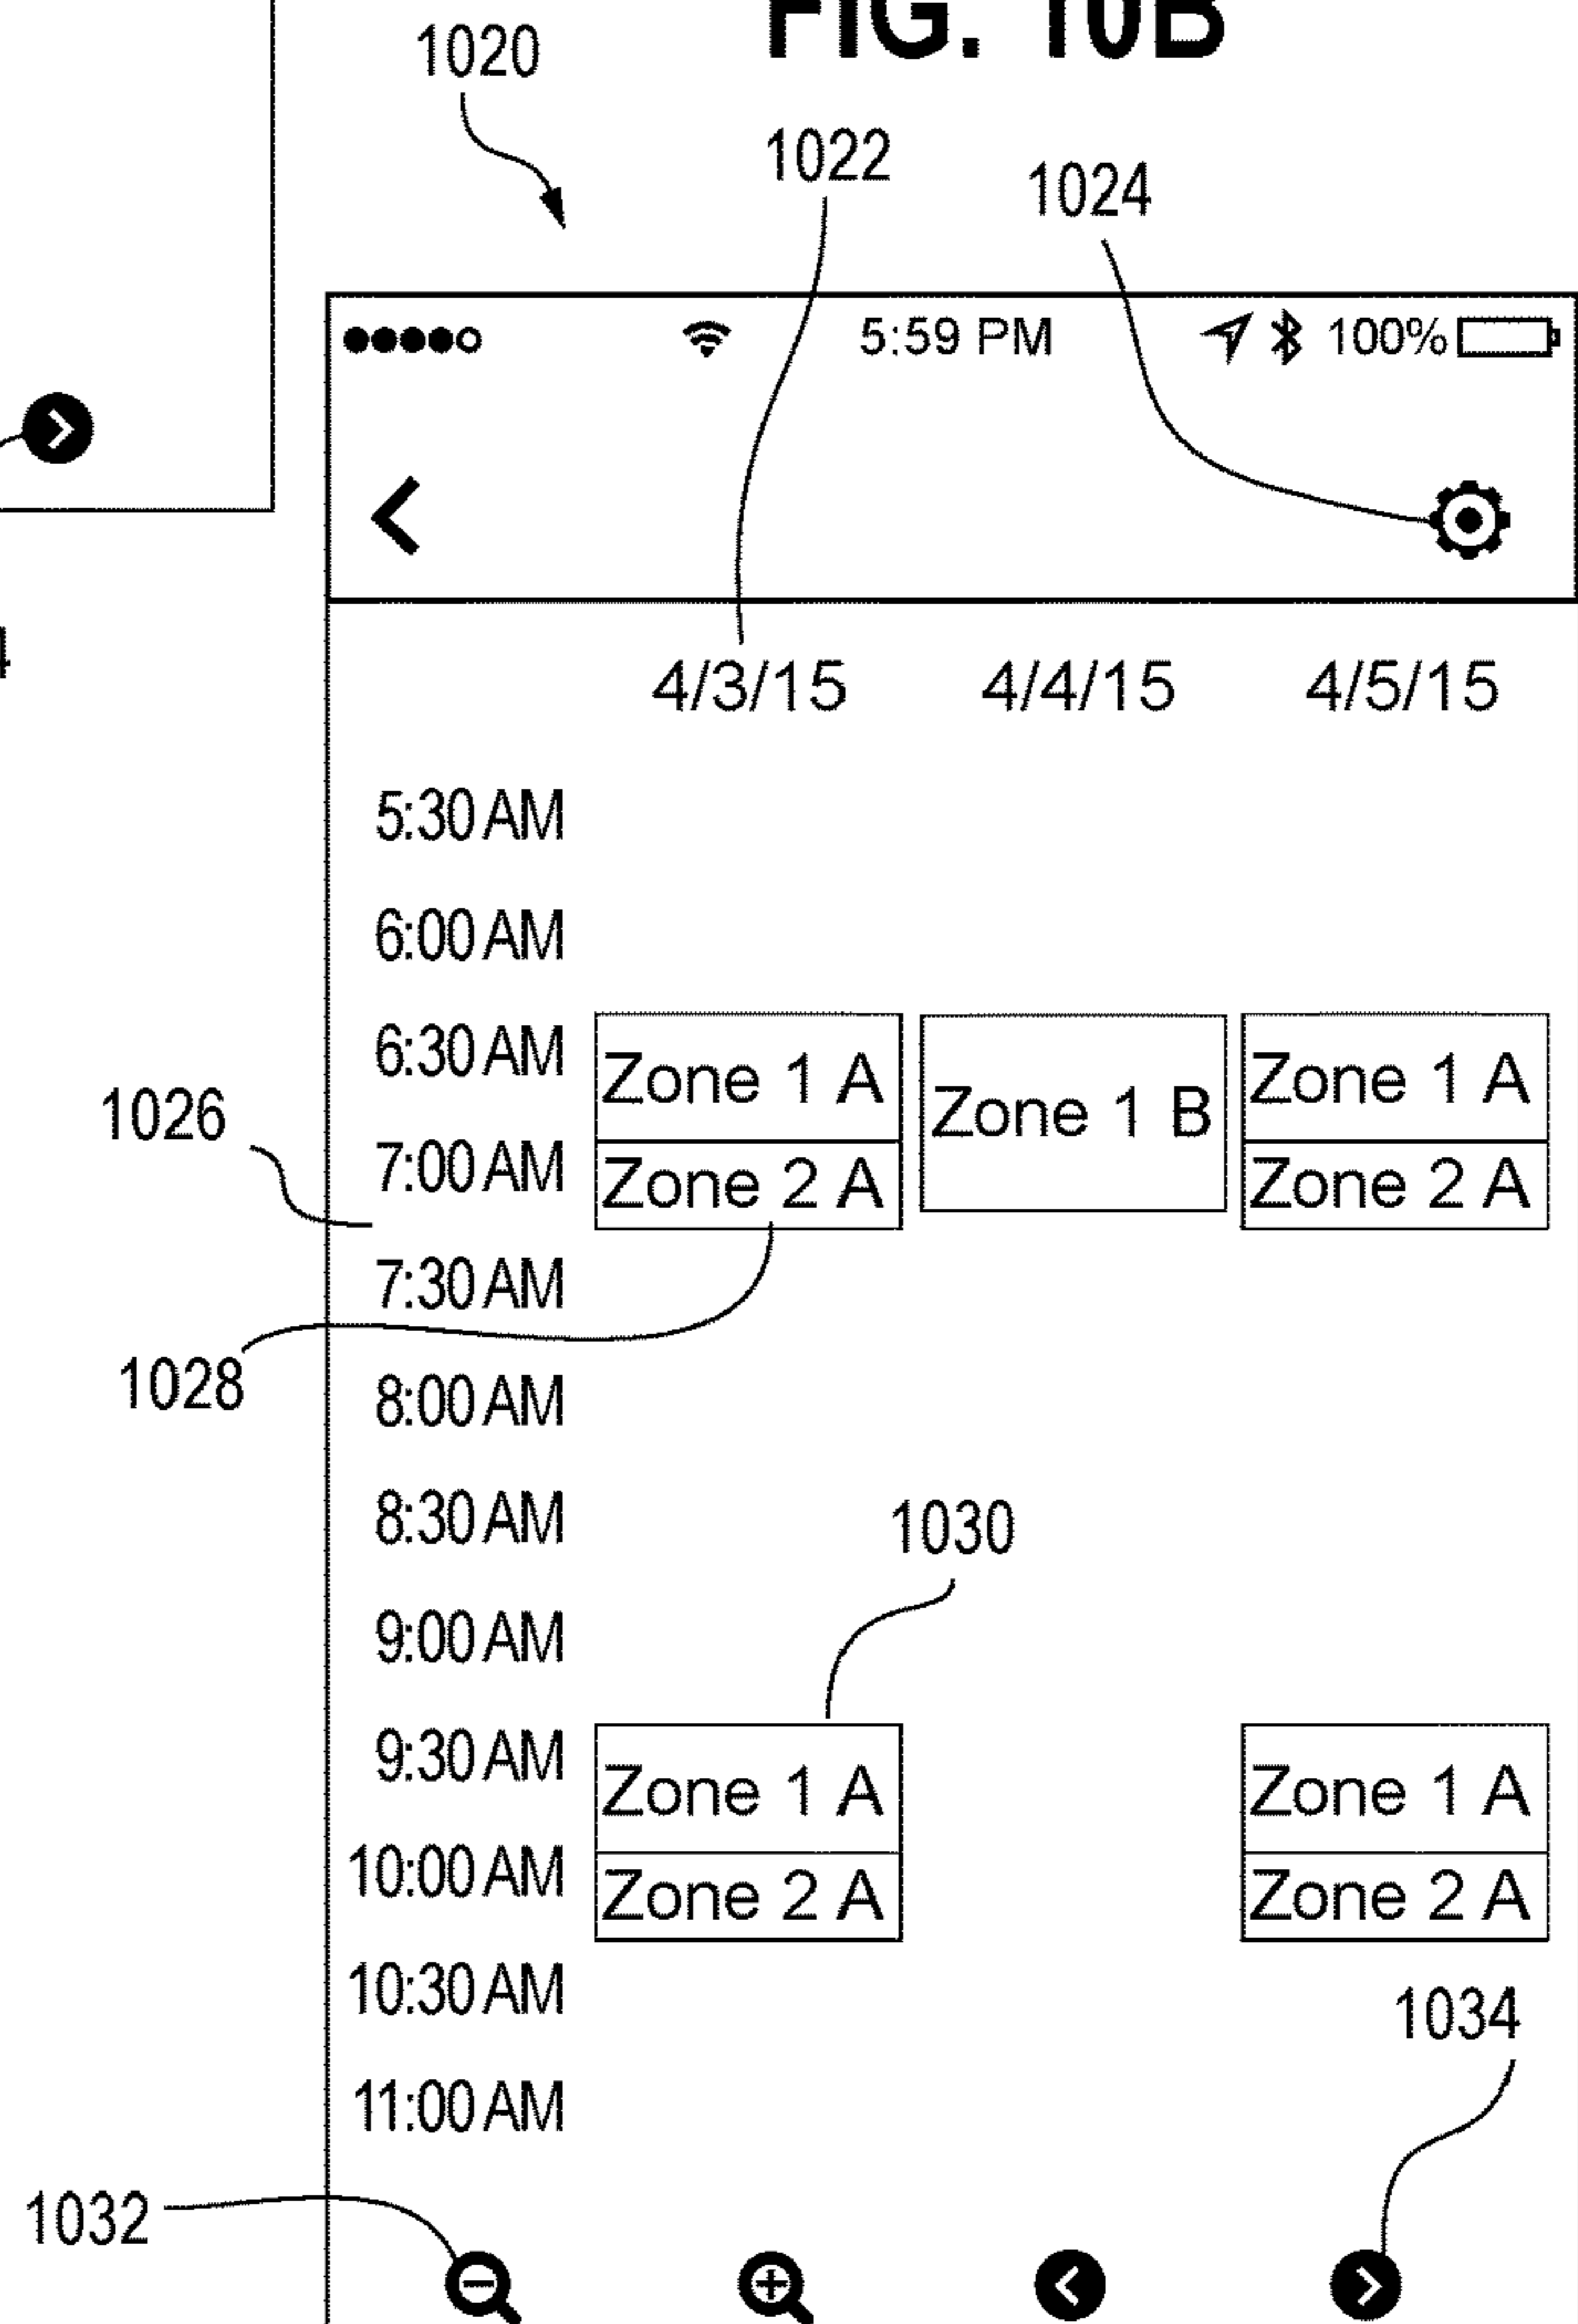 FIG. 10B
1020
1022
1024
5:59 PM 100%
4/3/15 4/4/15 4/5/15
5:30 AM
6:00 AM
6:30 AM Zone 1 A Zone 1 B Zone 1 A
1026
7:00 AM Zone 2 A Zone 2 A
7:30 AM
1028
8:00 AM
8:30 AM
1030
9:00 AM
9:30 AM Zone 1 A Zone 1 A
10:00 AM Zone 2 A Zone 2 A
10:30 AM
1034
11:00 AM
1032